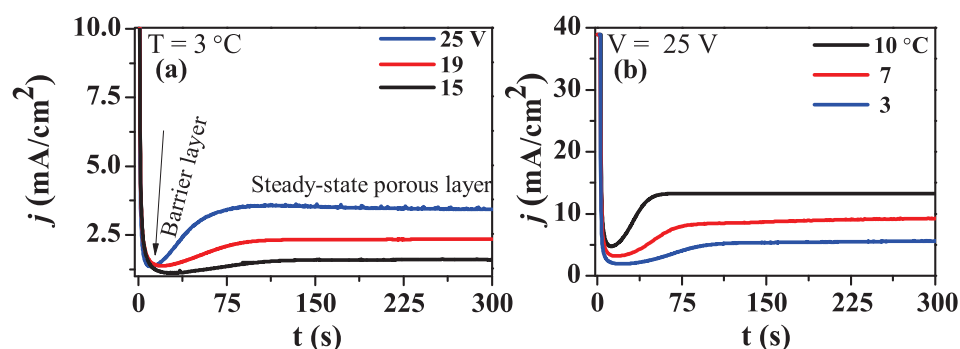 T = 3 °C
(a)
25 V
19
15
Barrier layer
Steady-state porous layer
j (mA/cm²)
10.0
7.5
5.0
2.5
0 75 150 225 300
t (s)
V = 25 V
(b)
10 °C
7
3
j (mA/cm²)
40
30
20
10
0
0 75 150 225 300
t (s)